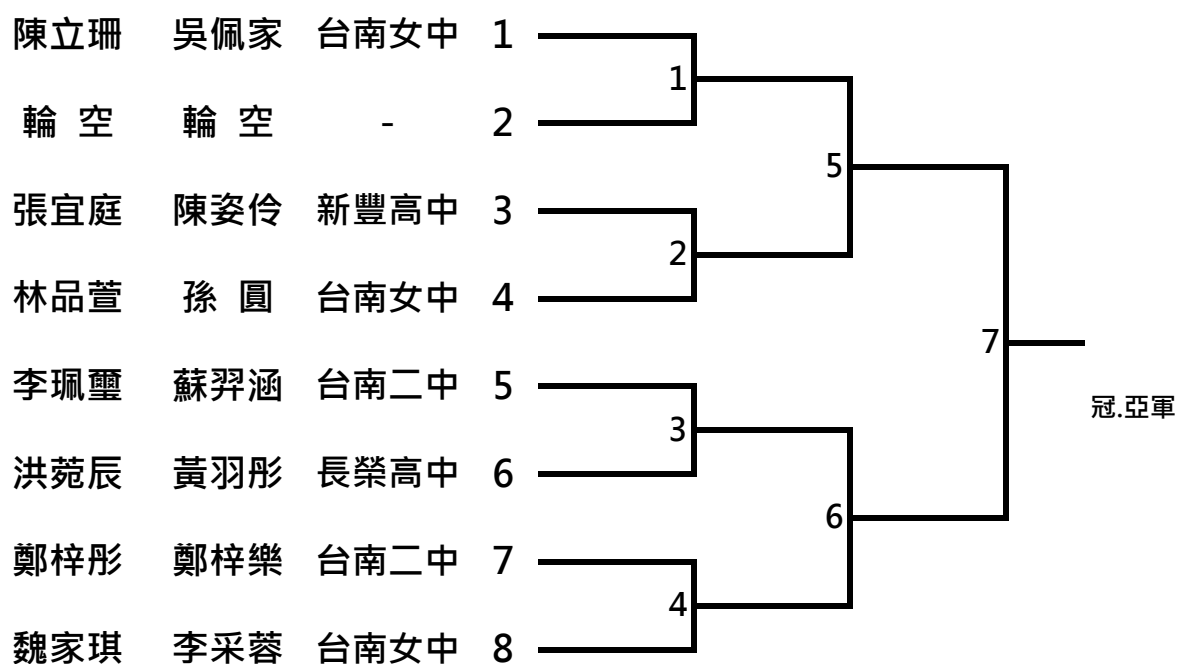 陳立珊 吳佩家 台南女中 1
1
輪 空 輪 空 - 2
5
張宜庭 陳姿伶 新豐高中 3
2
林品萱 孫 圓 台南女中 4
7
李珮璽 蘇羿涵 台南二中 5
冠.亞軍
3
洪菀辰 黃羽彤 長榮高中 6
6
鄭梓彤 鄭梓樂 台南二中 7
4
魏家琪 李采蓉 台南女中 8